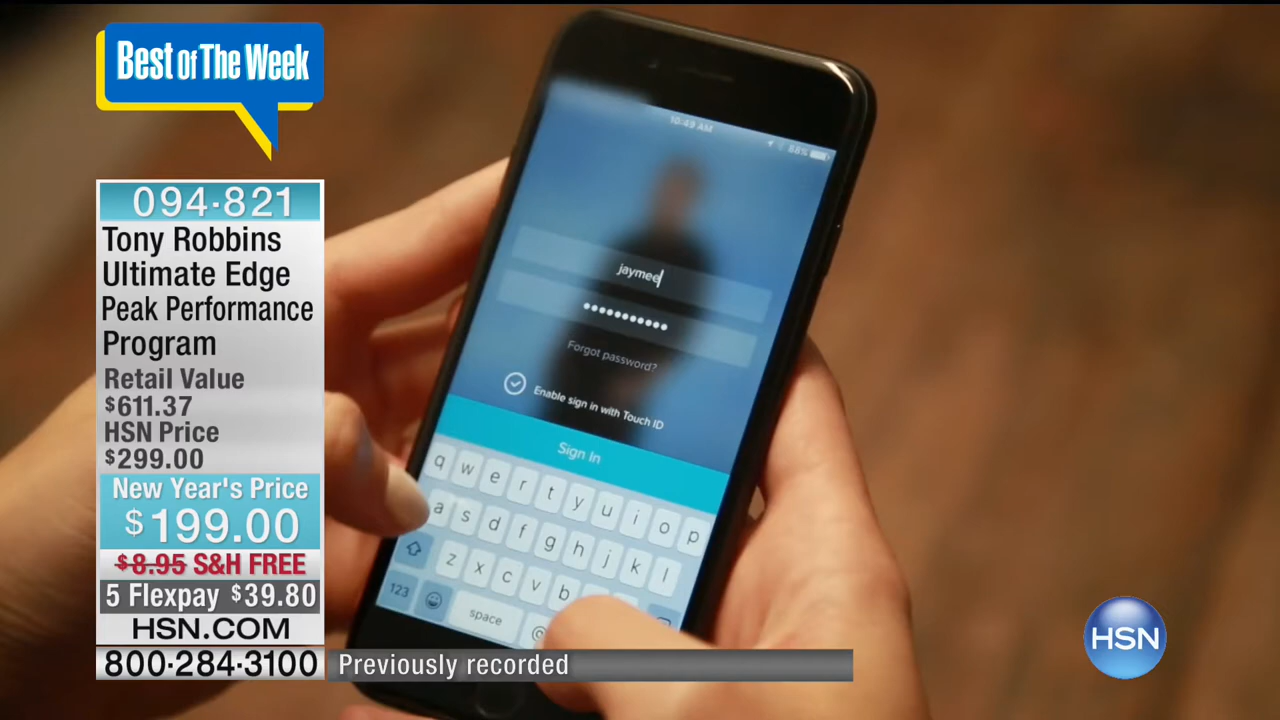 Best of The Week
094-821
Tony Robbins
Ultimate Edge
Peak Performance
Program
Retail Value
$611.37
HSN Price
$299.00
New Year's Price
$199.00
$8.95 S&H FREE
5 Flexpay $39.80
HSN.COM
800-284-3100
Previously recorded
HSN
10:49 AM
88%
jaymee
Forgot password?
Enable sign in with Touch ID
Sign In
q w e r t y u i o p
a s d f g h j k l
z x c v b
123 space @